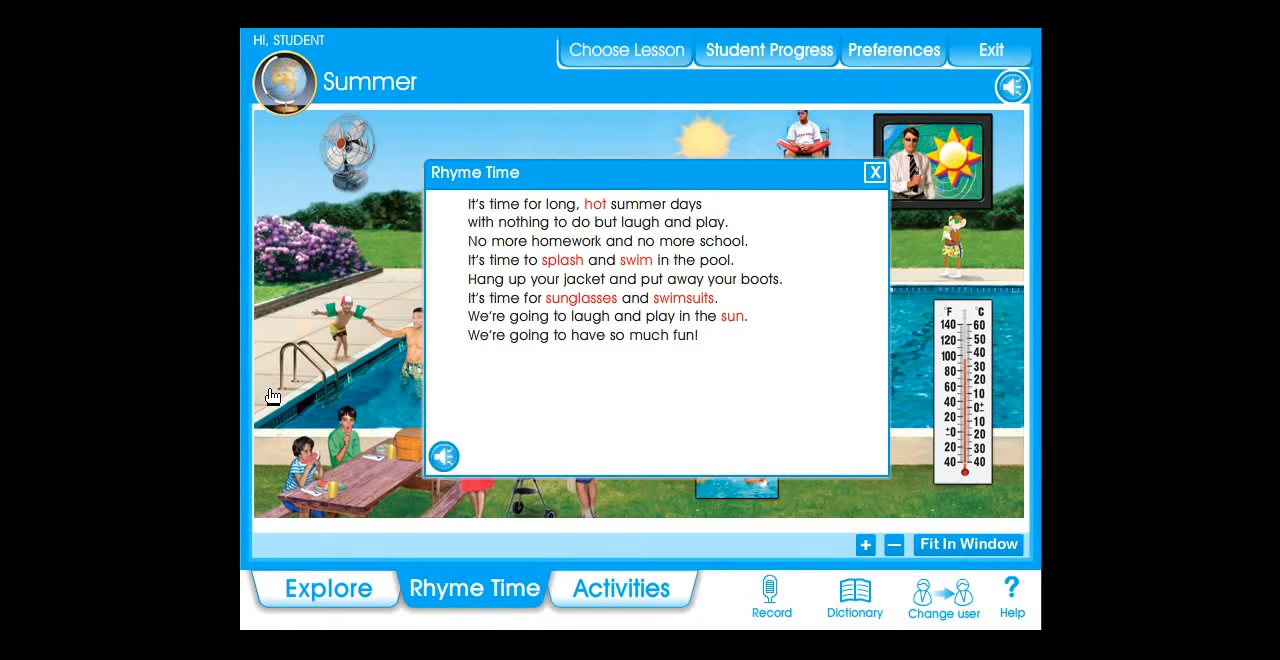 Hi, STUDENT
Summer
Choose Lesson
Student Progress
Preferences
Exit
Rhyme Time
X
It's time for long, hot summer days
with nothing to do but laugh and play.
No more homework and no more school.
It's time to splash and swim in the pool.
Hang up your jacket and put away your boots.
It's time for sunglasses and swimsuits.
We're going to laugh and play in the sun.
We're going to have so much fun!
°F °C
140 60
120 50
100 40
80 30
60 20
40 10
20 0±
±0 10
20 20
40 30
40
+ − Fit In Window
Explore
Rhyme Time
Activities
Record
Dictionary
Change user
? Help